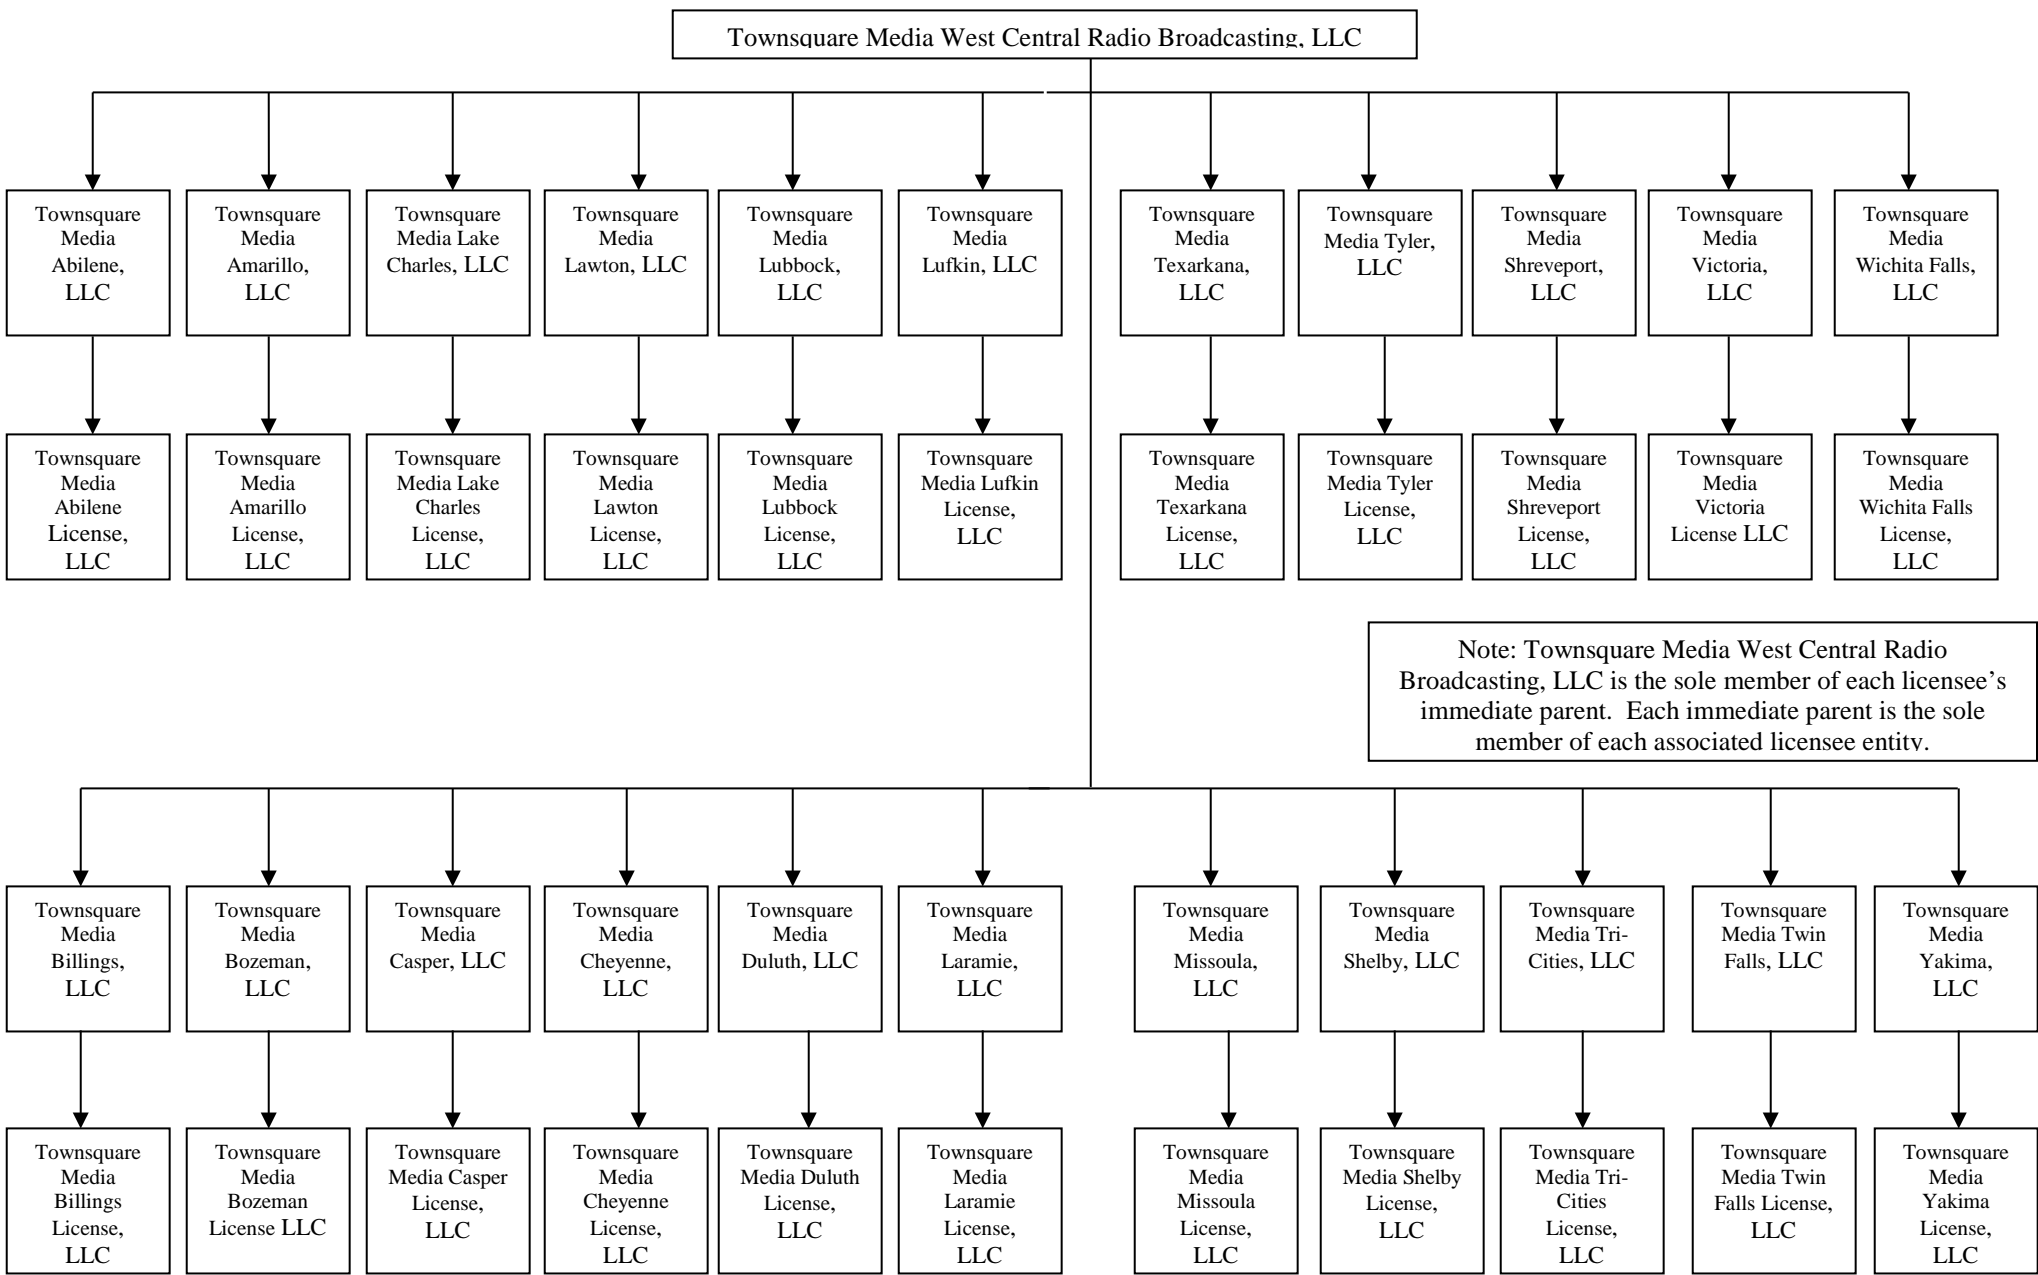 Townsquare Media West Central Radio Broadcasting, LLC
Townsquare
Media
Abilene,
LLC
Townsquare
Media
Amarillo,
LLC
Townsquare
Media Lake
Charles, LLC
Townsquare
Media
Lawton, LLC
Townsquare
Media
Lubbock,
LLC
Townsquare
Media
Lufkin, LLC
Townsquare
Media
Texarkana,
LLC
Townsquare
Media Tyler,
LLC
Townsquare
Media
Shreveport,
LLC
Townsquare
Media
Victoria,
LLC
Townsquare
Media
Wichita Falls,
LLC
Townsquare
Media
Abilene
License,
LLC
Townsquare
Media
Amarillo
License,
LLC
Townsquare
Media Lake
Charles
License,
LLC
Townsquare
Media
Lawton
License,
LLC
Townsquare
Media
Lubbock
License,
LLC
Townsquare
Media Lufkin
License,
LLC
Townsquare
Media
Texarkana
License,
LLC
Townsquare
Media Tyler
License,
LLC
Townsquare
Media
Shreveport
License,
LLC
Townsquare
Media
Victoria
License LLC
Townsquare
Media
Wichita Falls
License,
LLC
Note: Townsquare Media West Central Radio
Broadcasting, LLC is the sole member of each licensee’s
immediate parent.  Each immediate parent is the sole
member of each associated licensee entity.
Townsquare
Media
Billings,
LLC
Townsquare
Media
Bozeman,
LLC
Townsquare
Media
Casper, LLC
Townsquare
Media
Cheyenne,
LLC
Townsquare
Media
Duluth, LLC
Townsquare
Media
Laramie,
LLC
Townsquare
Media
Missoula,
LLC
Townsquare
Media
Shelby, LLC
Townsquare
Media Tri-
Cities, LLC
Townsquare
Media Twin
Falls, LLC
Townsquare
Media
Yakima,
LLC
Townsquare
Media
Billings
License,
LLC
Townsquare
Media
Bozeman
License LLC
Townsquare
Media Casper
License,
LLC
Townsquare
Media
Cheyenne
License,
LLC
Townsquare
Media Duluth
License,
LLC
Townsquare
Media
Laramie
License,
LLC
Townsquare
Media
Missoula
License,
LLC
Townsquare
Media Shelby
License,
LLC
Townsquare
Media Tri-
Cities
License,
LLC
Townsquare
Media Twin
Falls License,
LLC
Townsquare
Media
Yakima
License,
LLC